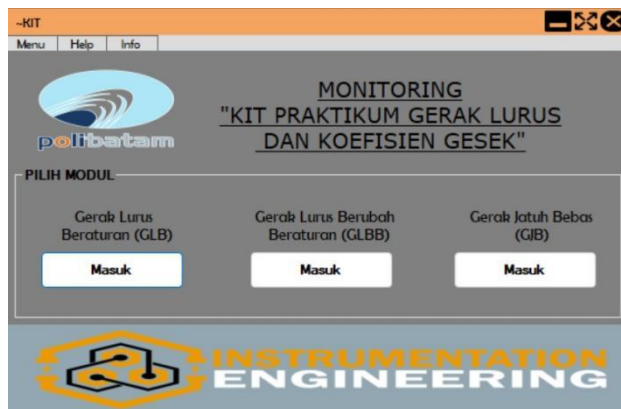 ~KIT
Menu Help Info
MONITORING
"KIT PRAKTIKUM GERAK LURUS
DAN KOEFISIEN GESEK"
polibatam
PILIH MODUL
Gerak Lurus
Beraturan (GLB)
Masuk
Gerak Lurus Berubah
Beraturan (GLBB)
Masuk
Gerak Jatuh Bebas
(GJB)
Masuk
INSTRUMENTATION
ENGINEERING